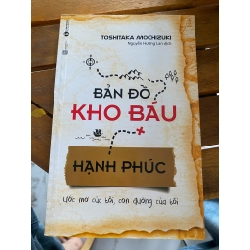 TOSHITAKA MOCHIZUKI
Nguyễn Hương Lan dịch
BẢN ĐỒ
KHO BÁU
HẠNH PHÚC
Ước mơ của tôi, con đường của tôi